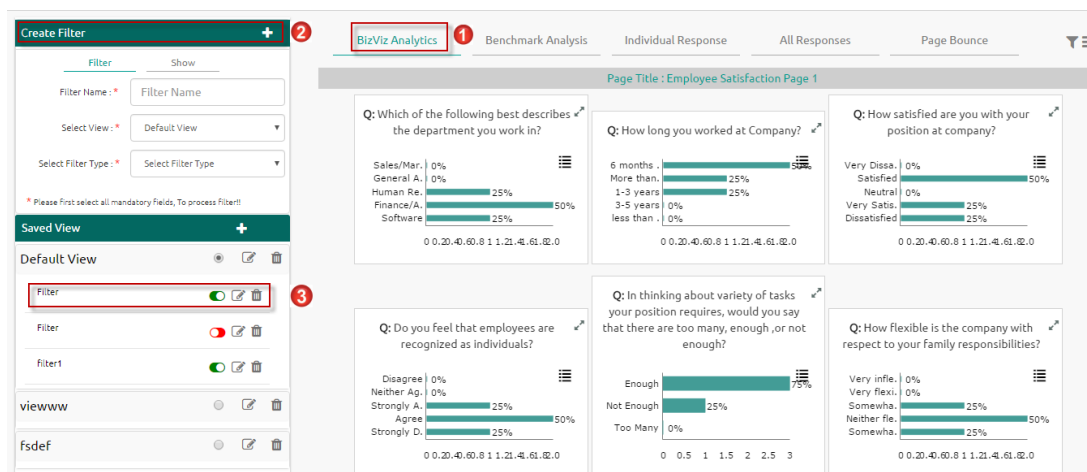 Create Filter +
2
Filter Show
Filter Name : * Filter Name
Select View : * Default View
Select Filter Type : * Select Filter Type
* Please first select all mandatory fields, To process filter!!
Saved View +
Default View
Filter
3
Filter
filter1
viewww
fsdef
BizViz Analytics 1 Benchmark Analysis Individual Response All Responses Page Bounce
Page Title : Employee Satisfaction Page 1
Q: Which of the following best describes
the department you work in?
Sales/Mar. 0%
General A. 0%
Human Re. 25%
Finance/A. 50%
Software 25%
0 0.20.40.60.8 1 1.21.41.61.82.0
Q: How long you worked at Company?
6 months . 50%
More than. 25%
1-3 years 25%
3-5 years 0%
less than . 0%
0 0.20.40.60.8 1 1.21.41.61.82.0
Q: How satisfied are you with your
position at company?
Very Dissa. 0%
Satisfied 50%
Neutral 0%
Very Satis. 25%
Dissatisfied 25%
0 0.20.40.60.8 1 1.21.41.61.82.0
Q: Do you feel that employees are
recognized as individuals?
Disagree 0%
Neither Ag. 0%
Strongly A. 25%
Agree 50%
Strongly D. 25%
0 0.20.40.60.8 1 1.21.41.61.82.0
Q: In thinking about variety of tasks
your position requires, would you say
that there are too many, enough ,or not
enough?
Enough 75%
Not Enough 25%
Too Many 0%
0 0.5 1 1.5 2 2.5 3
Q: How flexible is the company with
respect to your family responsibilities?
Very infle. 0%
Very flexi. 0%
Somewha. 25%
Neither fle. 50%
Somewha. 25%
0 0.20.40.60.8 1 1.21.41.61.82.0